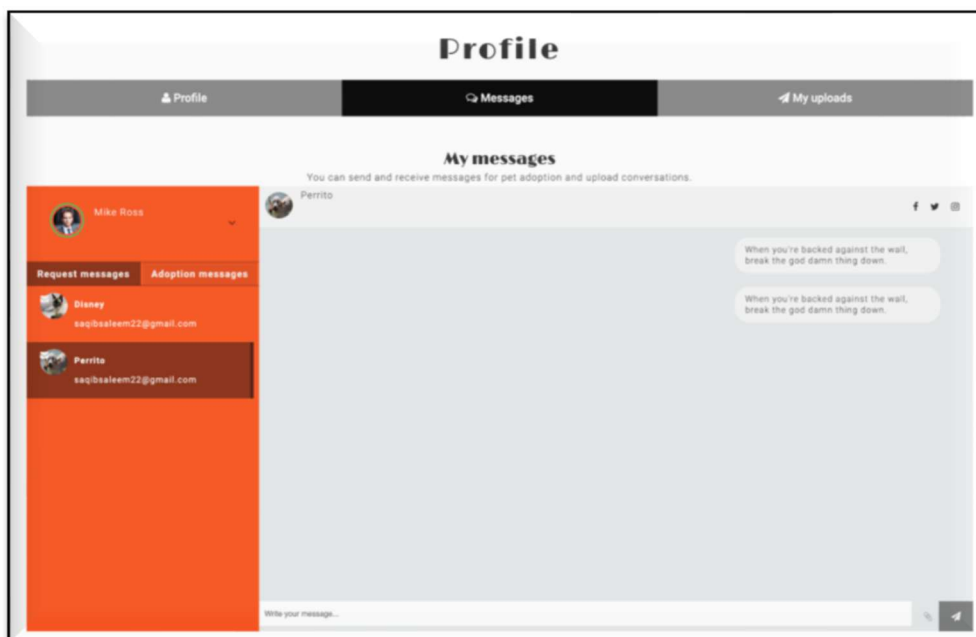 Profile
Profile
Messages
My uploads
My messages
You can send and receive messages for pet adoption and upload conversations.
Mike Ross
Request messages
Adoption messages
Disney
saqibsaleem22@gmail.com
Perrito
saqibsaleem22@gmail.com
Perrito
When you're backed against the wall,
break the god damn thing down.
When you're backed against the wall,
break the god damn thing down.
Write your message...